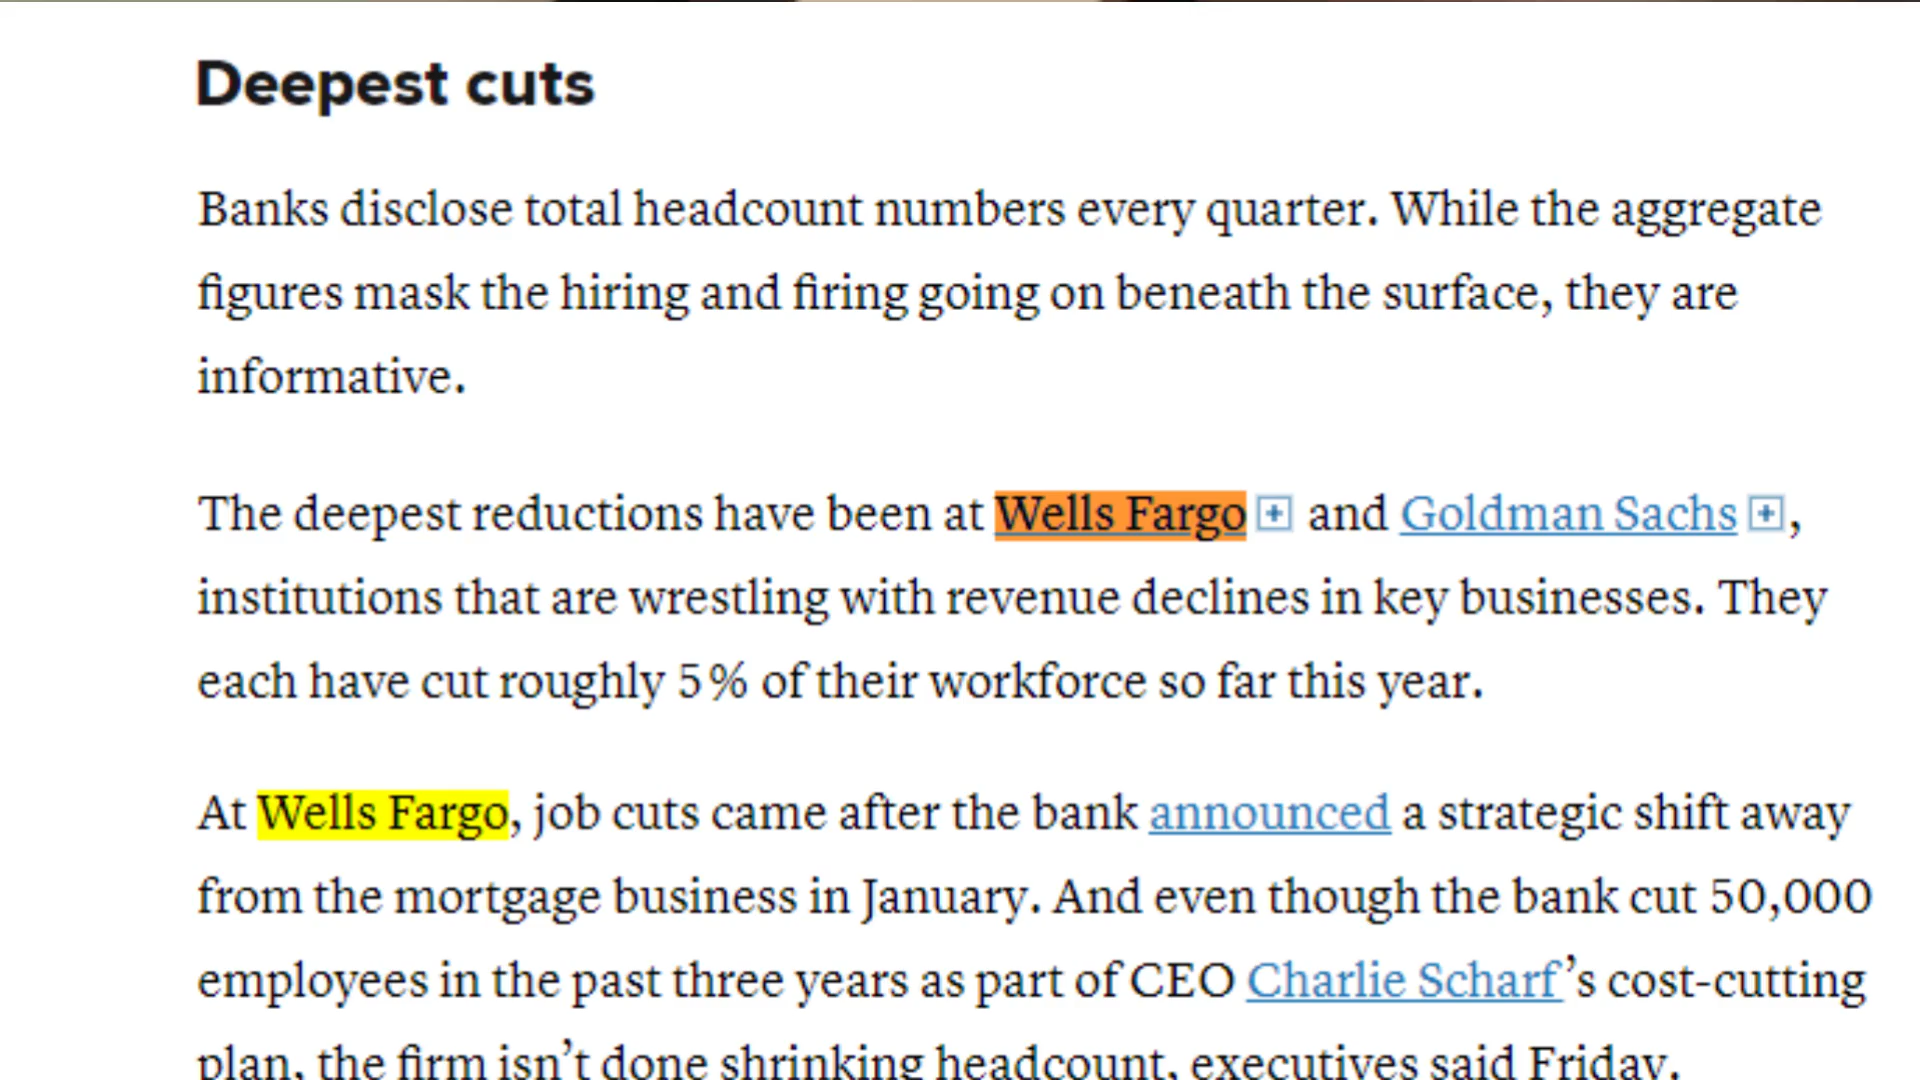 Deepest cuts
Banks disclose total headcount numbers every quarter. While the aggregate
figures mask the hiring and firing going on beneath the surface, they are
informative.
The deepest reductions have been at Wells Fargo + and Goldman Sachs +,
institutions that are wrestling with revenue declines in key businesses. They
each have cut roughly 5% of their workforce so far this year.
At Wells Fargo, job cuts came after the bank announced a strategic shift away
from the mortgage business in January. And even though the bank cut 50,000
employees in the past three years as part of CEO Charlie Scharf’s cost-cutting
plan, the firm isn’t done shrinking headcount, executives said Friday.